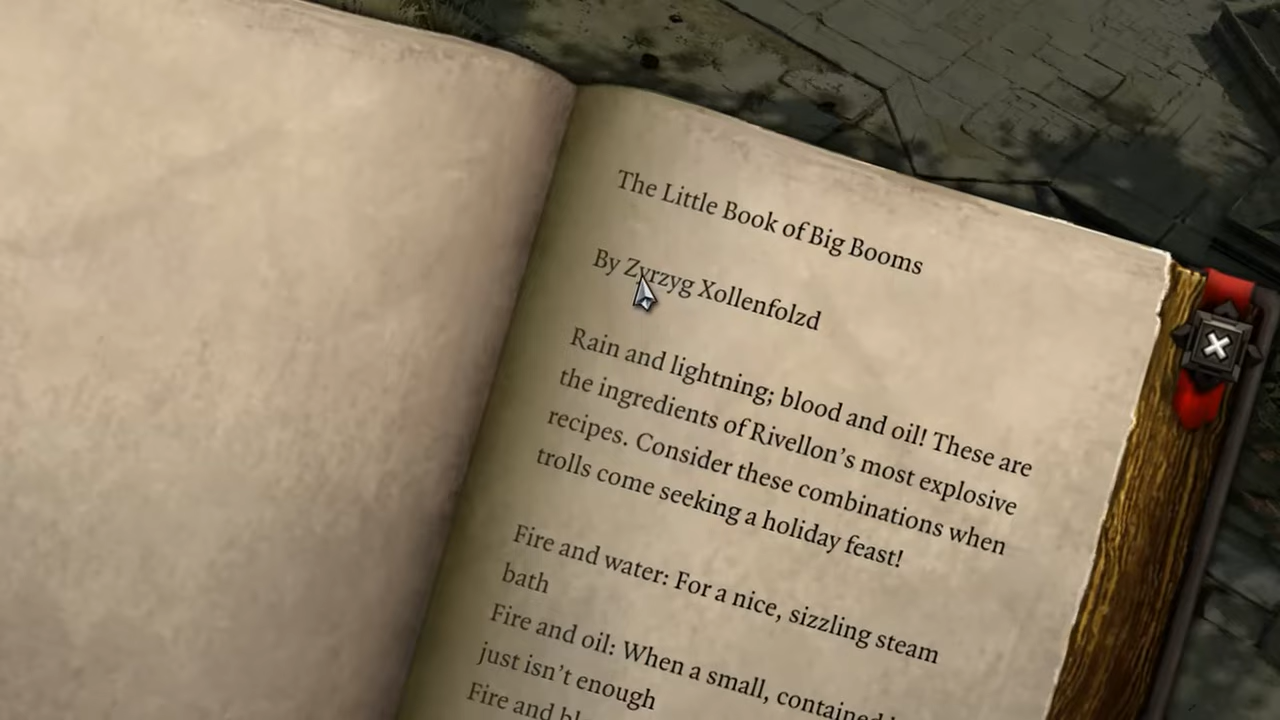 The Little Book of Big Booms
By Zyrzyg Xollenfolzd
Rain and lightning; blood and oil! These are
the ingredients of Rivellon's most explosive
recipes. Consider these combinations when
trolls come seeking a holiday feast!
Fire and water: For a nice, sizzling steam
bath
Fire and oil: When a small, contained
just isn't enough
Fire and